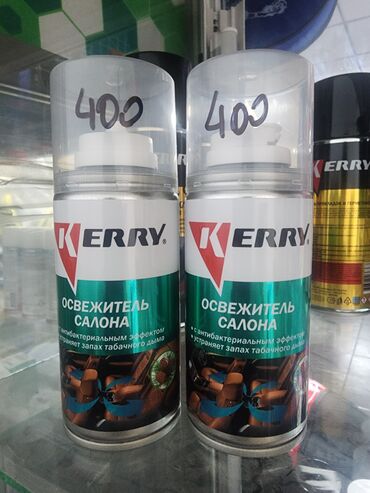 400
KERRY®
ОСВЕЖИТЕЛЬ
САЛОНА
с антибактериальным эффектом
устраняет запах табачного дыма
400
KERRY®
ОСВЕЖИТЕЛЬ
САЛОНА
• с антибактериальным эффектом
• устраняет запах табачного дыма
KERRY